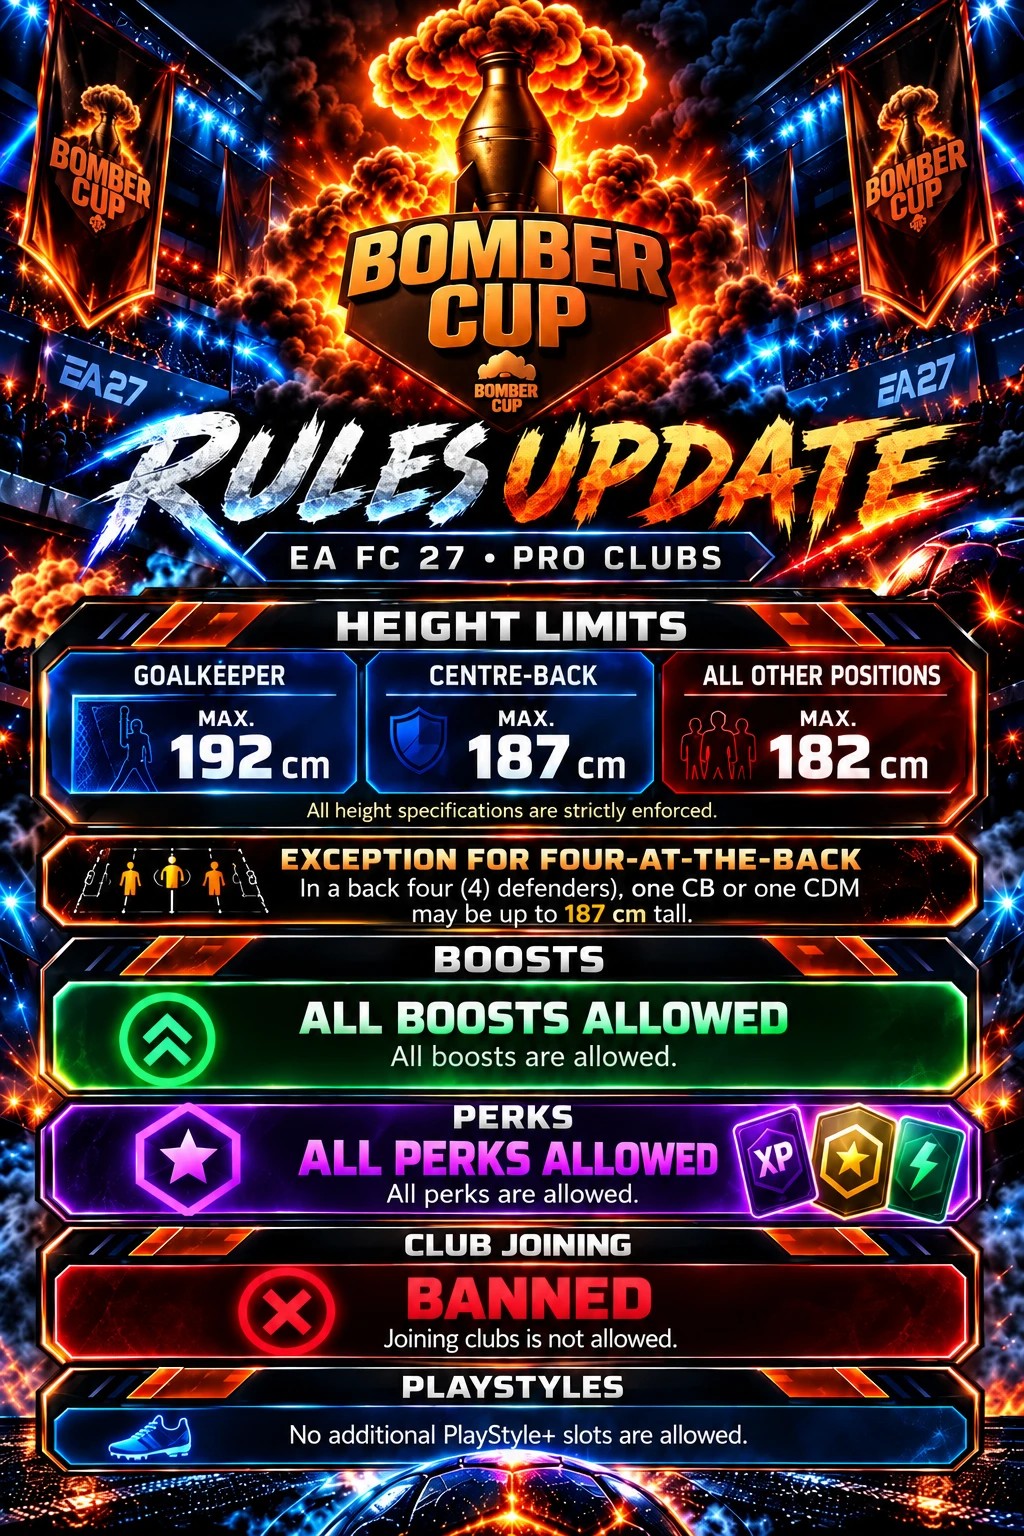 BOMBER
CUP
BOMBER
CUP
BOMBER
CUP
BOMBER
CUP
EA27
EA27
RULES UPDATE
EA FC 27 • PRO CLUBS
HEIGHT LIMITS
GOALKEEPER
MAX.
192 cm
CENTRE-BACK
MAX.
187 cm
ALL OTHER POSITIONS
MAX.
182 cm
All height specifications are strictly enforced.
EXCEPTION FOR FOUR-AT-THE-BACK
In a back four (4) defenders), one CB or one CDM
may be up to 187 cm tall.
BOOSTS
ALL BOOSTS ALLOWED
All boosts are allowed.
PERKS
ALL PERKS ALLOWED
All perks are allowed.
XP
CLUB JOINING
BANNED
Joining clubs is not allowed.
PLAYSTYLES
No additional PlayStyle+ slots are allowed.